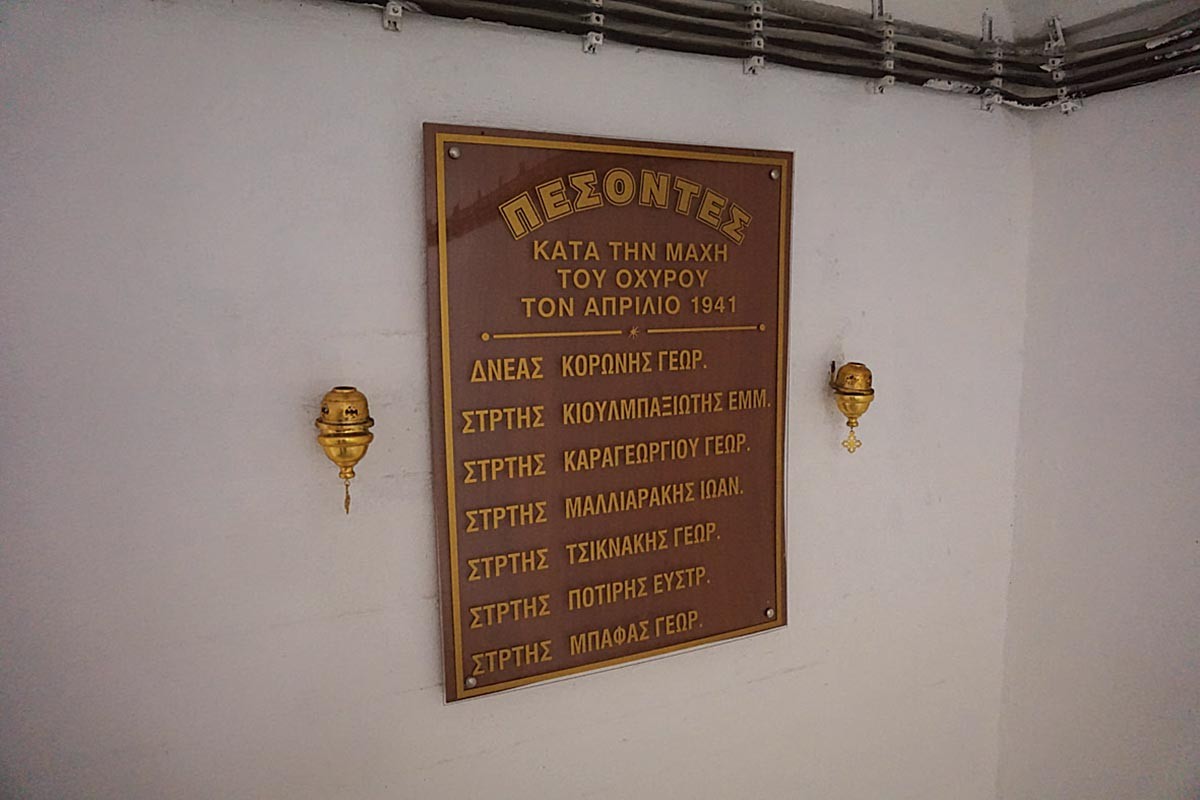 ΠΕΣΟΝΤΕΣ
ΚΑΤΑ ΤΗΝ ΜΑΧΗ
ΤΟΥ ΟΧΥΡΟΥ
ΤΟΝ ΑΠΡΙΛΙΟ 1941
ΔΝΕΑΣ ΚΟΡΩΝΗΣ ΓΕΩΡ.
ΣΤΡΤΗΣ ΚΙΟΥΛΜΠΑΞΙΩΤΗΣ ΕΜΜ.
ΣΤΡΤΗΣ ΚΑΡΑΓΕΩΡΓΙΟΥ ΓΕΩΡ.
ΣΤΡΤΗΣ ΜΑΛΛΙΑΡΑΚΗΣ ΙΩΑΝ.
ΣΤΡΤΗΣ ΤΣΙΚΝΑΚΗΣ ΓΕΩΡ.
ΣΤΡΤΗΣ ΠΟΤΙΡΗΣ ΕΥΣΤΡ.
ΣΤΡΤΗΣ ΜΠΑΦΑΣ ΓΕΩΡ.